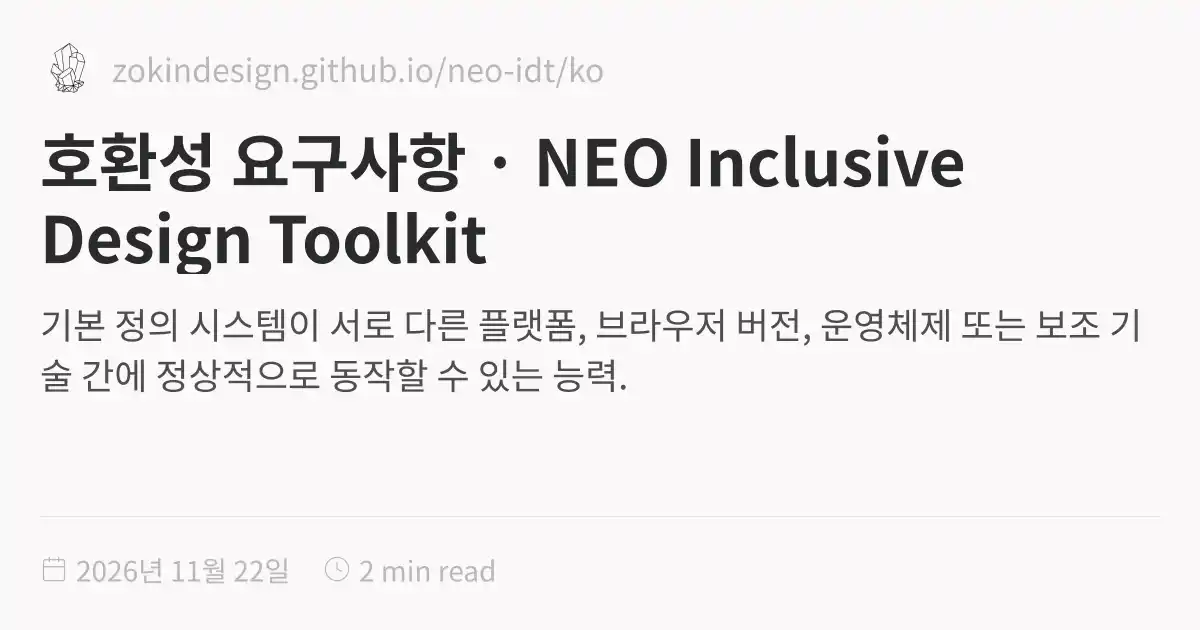 zokindesign.github.io/neo-idt/ko
호환성 요구사항 · NEO Inclusive
Design Toolkit
기본 정의 시스템이 서로 다른 플랫폼, 브라우저 버전, 운영체제 또는 보조 기
술 간에 정상적으로 동작할 수 있는 능력.
2026년 11월 22일
2 min read